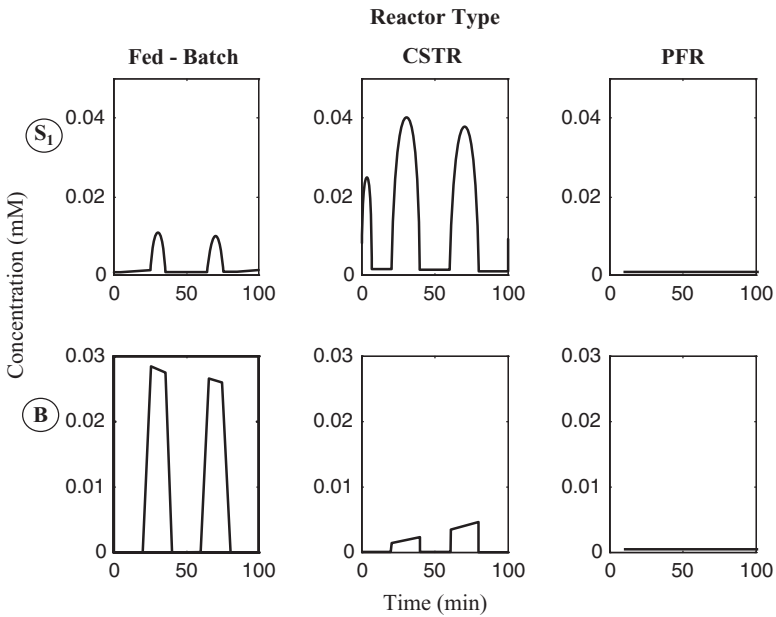 Reactor Type
Fed - Batch CSTR PFR
S1
0.04 0.04 0.04
0.02 0.02 0.02
0 0 0
0 50 100 0 50 100 0 50 100
Concentration (mM)
B
0.03 0.03 0.03
0.02 0.02 0.02
0.01 0.01 0.01
0 0 0
0 50 100 0 50 100 0 50 100
Time (min)